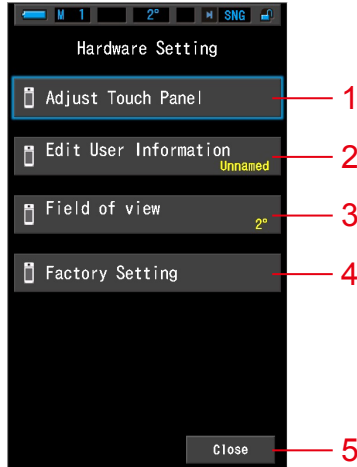 M 1 2° SNG
Hardware Setting
Adjust Touch Panel 1
Edit User Information 2
Unnamed
Field of view 3
2°
Factory Setting 4
Close 5